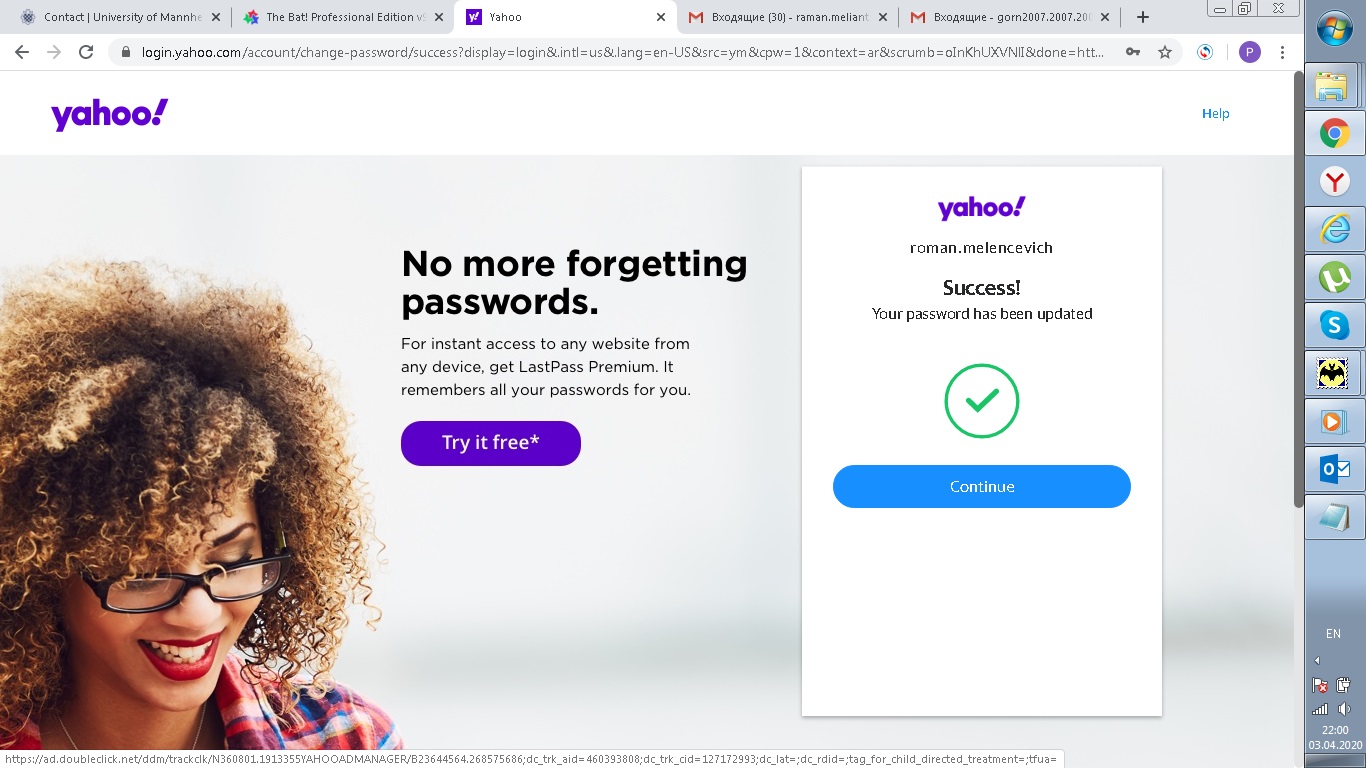 Contact | University of Mannhe
The Bat! Professional Edition v9
Yahoo
Входящие (30) - raman.meliant
Входящие - gorn2007.2007.200
login.yahoo.com/account/change-password/success?display=login&.intl=us&.lang=en-US&src=ym&cpw=1&context=ar&scrumb=oInKhUXVNlI&done=htt...
P
yahoo!
Help
No more forgetting
passwords.
For instant access to any website from
any device, get LastPass Premium. It
remembers all your passwords for you.
Try it free*
yahoo!
roman.melencevich
Success!
Your password has been updated
Continue
EN
22:00
03.04.2020
https://ad.doubleclick.net/ddm/trackclk/N360801.1913355YAHOOADMANAGER/B23644564.268575686;dc_trk_aid=460393808;dc_trk_cid=127172993;dc_lat=;dc_rdid=;tag_for_child_directed_treatment=;tfua=